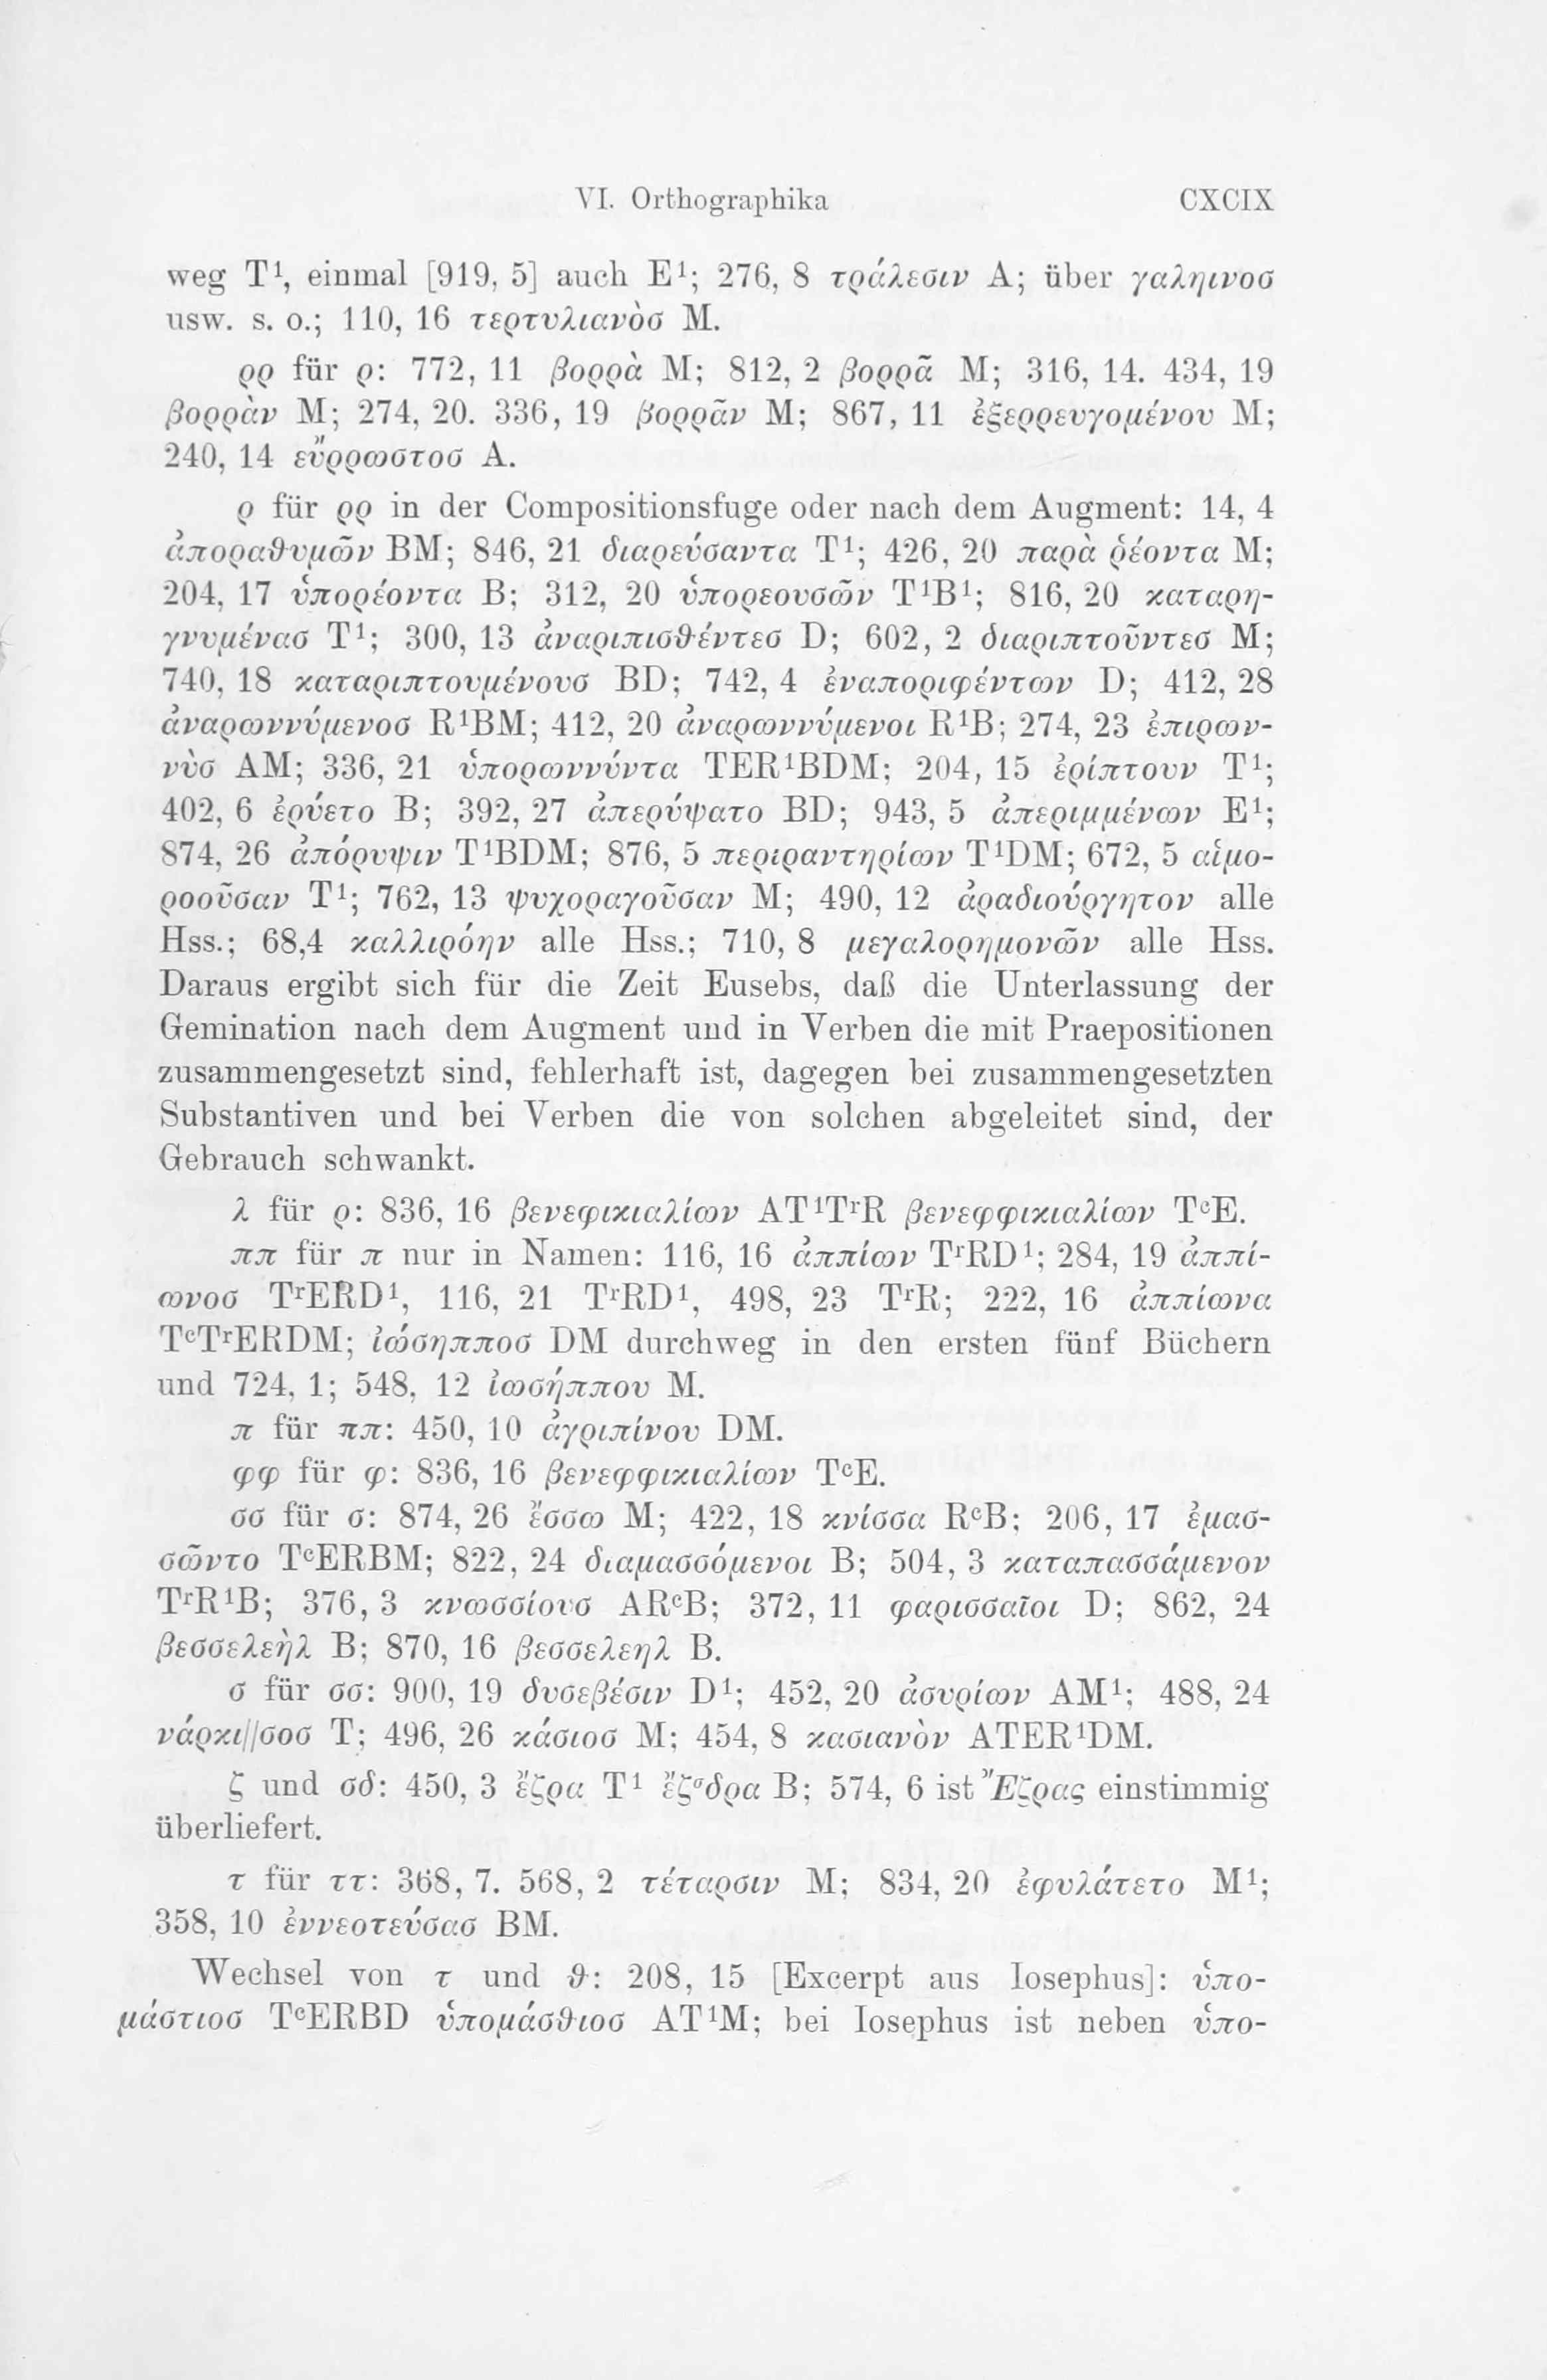 VI. Orthographika CXCIX
weg T¹, einmal [919, 5] auch E¹; 276, 8 τράλεσιν A; über γαληινοσ
usw. s. o.; 110, 16 τερτυλιανὸσ M.
ρρ für ρ: 772, 11 βορρὰ M; 812, 2 βορρᾶ M; 316, 14. 434, 19
βορρὰν M; 274, 20. 336, 19 βορρᾶν M; 867, 11 ἐξερρευγομένου M;
240, 14 εὔρρωστοσ A.
ρ für ρρ in der Compositionsfuge oder nach dem Augment: 14, 4
ἀποραθυμῶν BM; 846, 21 διαρεύσαντα T¹; 426, 20 παρὰ ῥέοντα M;
204, 17 ὑπορέοντα B; 312, 20 ὑπορεουσῶν T¹B¹; 816, 20 καταρη-
γνυμένασ T¹; 300, 13 ἀναριπισθέντεσ D; 602, 2 διαριπτοῦντεσ M;
740, 18 καταριπτουμένουσ BD; 742, 4 ἐναποριφέντων D; 412, 28
ἀναρωννύμενοσ R¹BM; 412, 20 ἀναρωννύμενοι R¹B; 274, 23 ἐπιρων-
νὺσ AM; 336, 21 ὑπορωννύντα TER¹BDM; 204, 15 ἐρίπτουν T¹;
402, 6 ἐρύετο B; 392, 27 ἀπερύψατο BD; 943, 5 ἀπεριμμένων E¹;
874, 26 ἀπόρυψιν T¹BDM; 876, 5 περιραντηρίων T¹DM; 672, 5 αἱμο-
ροοῦσαν T¹; 762, 13 ψυχοραγοῦσαν M; 490, 12 ἀραδιούργητον alle
Hss.; 68,4 καλλιρόην alle Hss.; 710, 8 μεγαλορημονῶν alle Hss.
Daraus ergibt sich für die Zeit Eusebs, daß die Unterlassung der
Gemination nach dem Augment und in Verben die mit Praepositionen
zusammengesetzt sind, fehlerhaft ist, dagegen bei zusammengesetzten
Substantiven und bei Verben die von solchen abgeleitet sind, der
Gebrauch schwankt.
λ für ρ: 836, 16 βενεφικιαλίων AT¹TʳR βενεφφικιαλίων TᶜE.
ππ für π nur in Namen: 116, 16 ἀππίων TʳRD¹; 284, 19 ἀππί-
ωνοσ TʳERD¹, 116, 21 TʳRD¹, 498, 23 TʳR; 222, 16 ἀππίωνα
TᶜTʳERDM; ἰώσηπποσ DM durchweg in den ersten fünf Büchern
und 724, 1; 548, 12 ἰωσήππου M.
π für ππ: 450, 10 ἀγριπίνου DM.
φφ für φ: 836, 16 βενεφφικιαλίων TᶜE.
σσ für σ: 874, 26 ἔσσω M; 422, 18 κνίσσα RᶜB; 206, 17 ἐμασ-
σῶντο TᶜERBM; 822, 24 διαμασσόμενοι B; 504, 3 καταπασσάμενον
TʳR¹B; 376, 3 κνωσσίουσ ARᶜB; 372, 11 φαρισσαῖοι D; 862, 24
βεσσελεὴλ B; 870, 16 βεσσελεηλ B.
σ für σσ: 900, 19 δυσεβέσιν D¹; 452, 20 ἀσυρίων AM¹; 488, 24
νάρκι||σοσ T; 496, 26 κάσιοσ M; 454, 8 κασιανὸν ATER¹DM.
ζ und σδ: 450, 3 ἔζρα T¹ ἔζ<sup>σ</sup>δρα B; 574, 6 ist Ἔζρας einstimmig
überliefert.
τ für ττ: 368, 7. 568, 2 τέταρσιν M; 834, 20 ἐφυλάτετο M¹;
358, 10 ἐννεοτεύσασ BM.
Wechsel von τ und ϑ: 208, 15 [Excerpt aus Iosephus]: ὑπο-
μάστιοσ TᶜERBD ὑπομάσθιοσ AT¹M; bei Iosephus ist neben ὑπο-